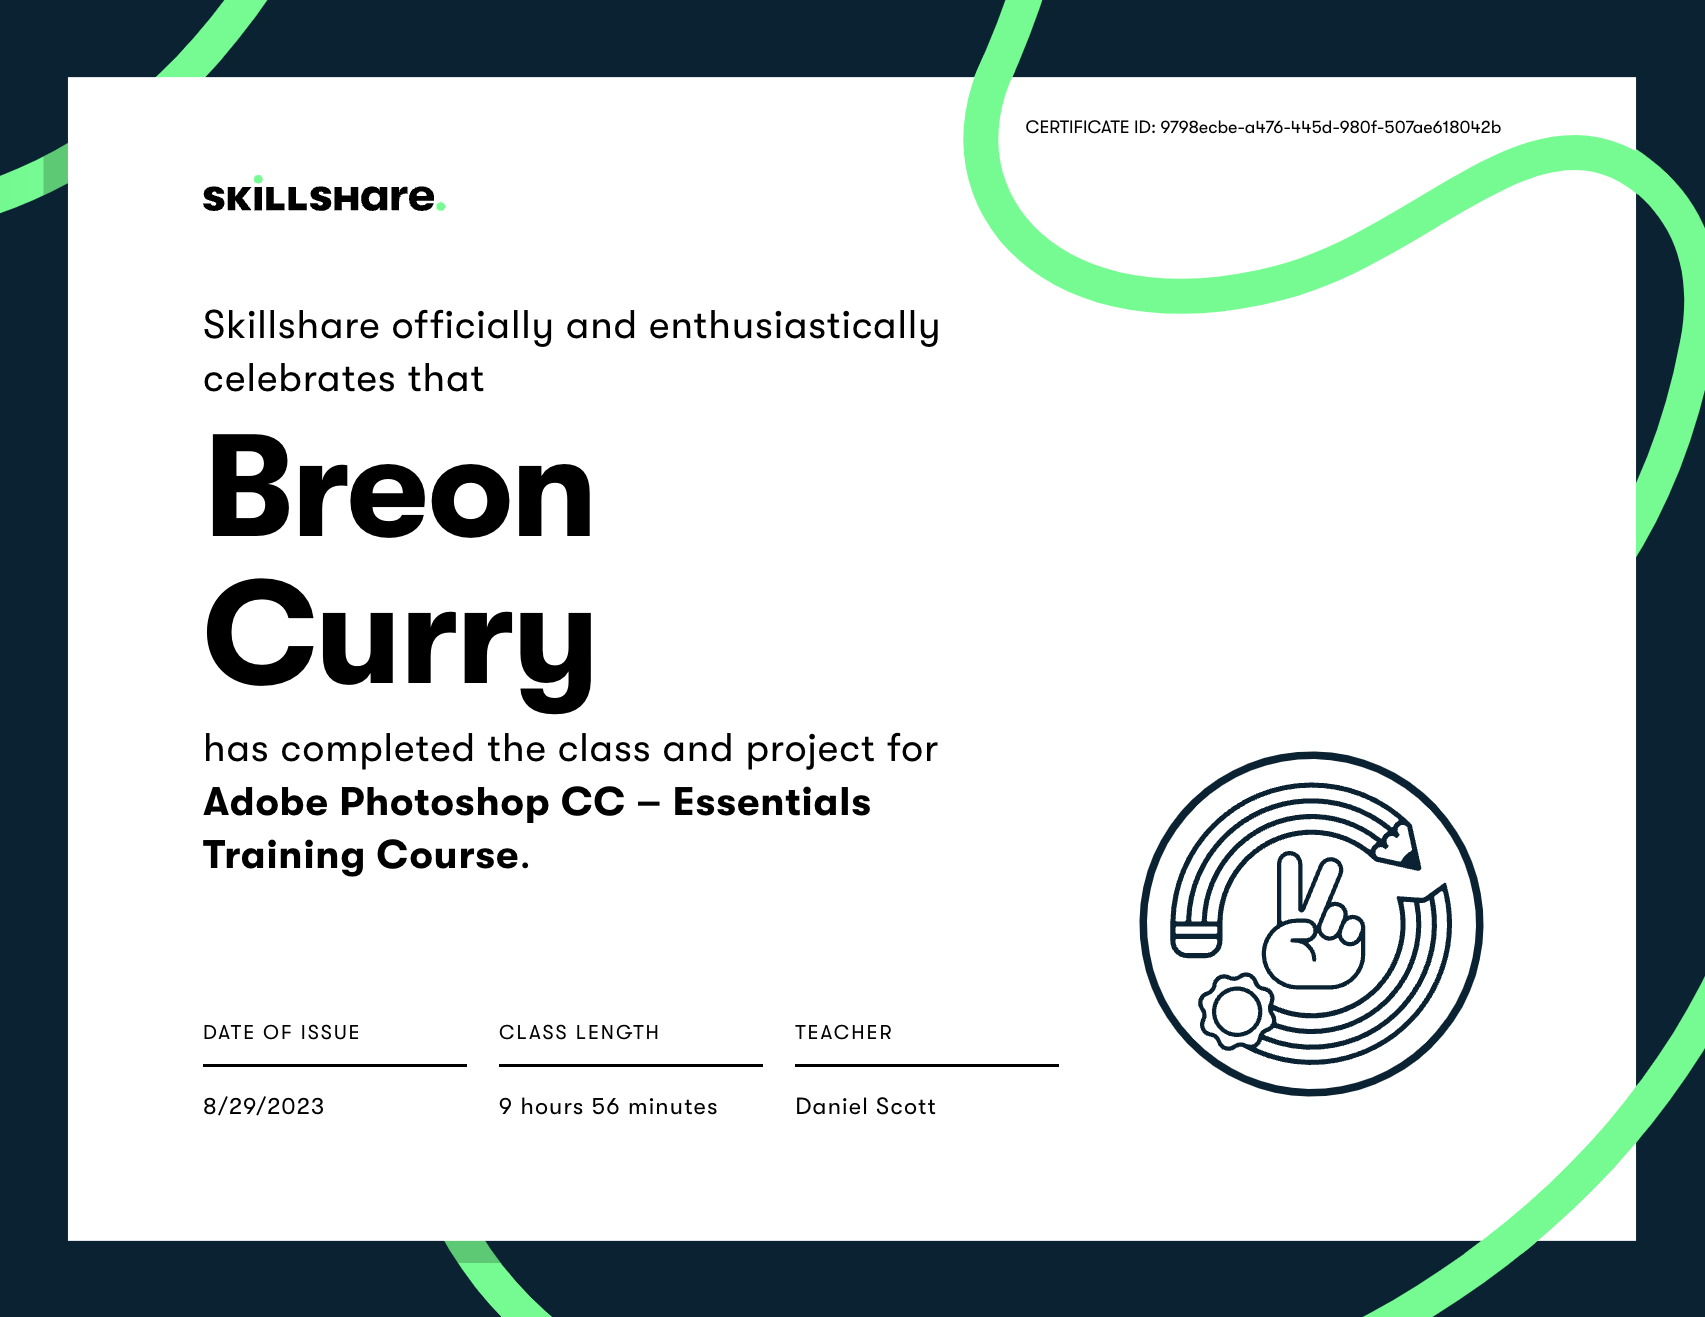 CERTIFICATE ID: 9798ecbe-a476-445d-980f-507ae618042b
SKiLLSHare.
Skillshare officially and enthusiastically
celebrates that
Breon
Curry
has completed the class and project for
Adobe Photoshop CC – Essentials
Training Course.
DATE OF ISSUE
CLASS LENGTH
TEACHER
8/29/2023
9 hours 56 minutes
Daniel Scott